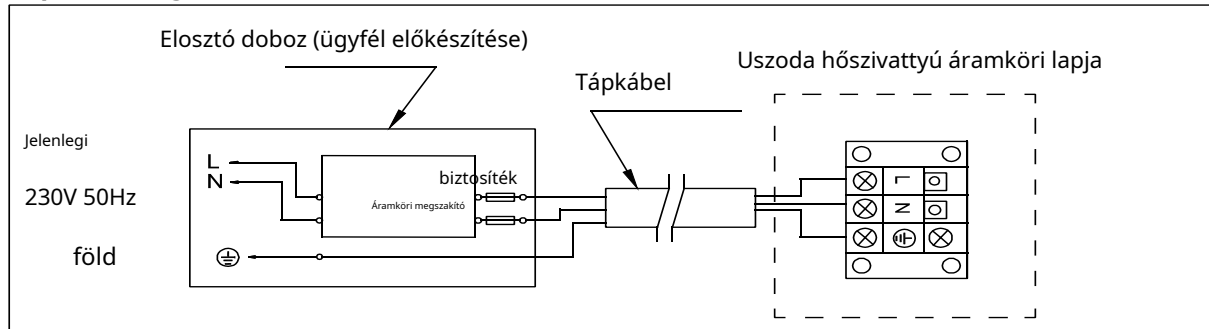 Elosztó doboz (ügyfél előkészítése)
Uszoda hőszivattyú áramköri lapja
Tápkábel
Jelenlegi
L
N
biztosíték
230V 50Hz
Áramköri megszakító
föld
L
N